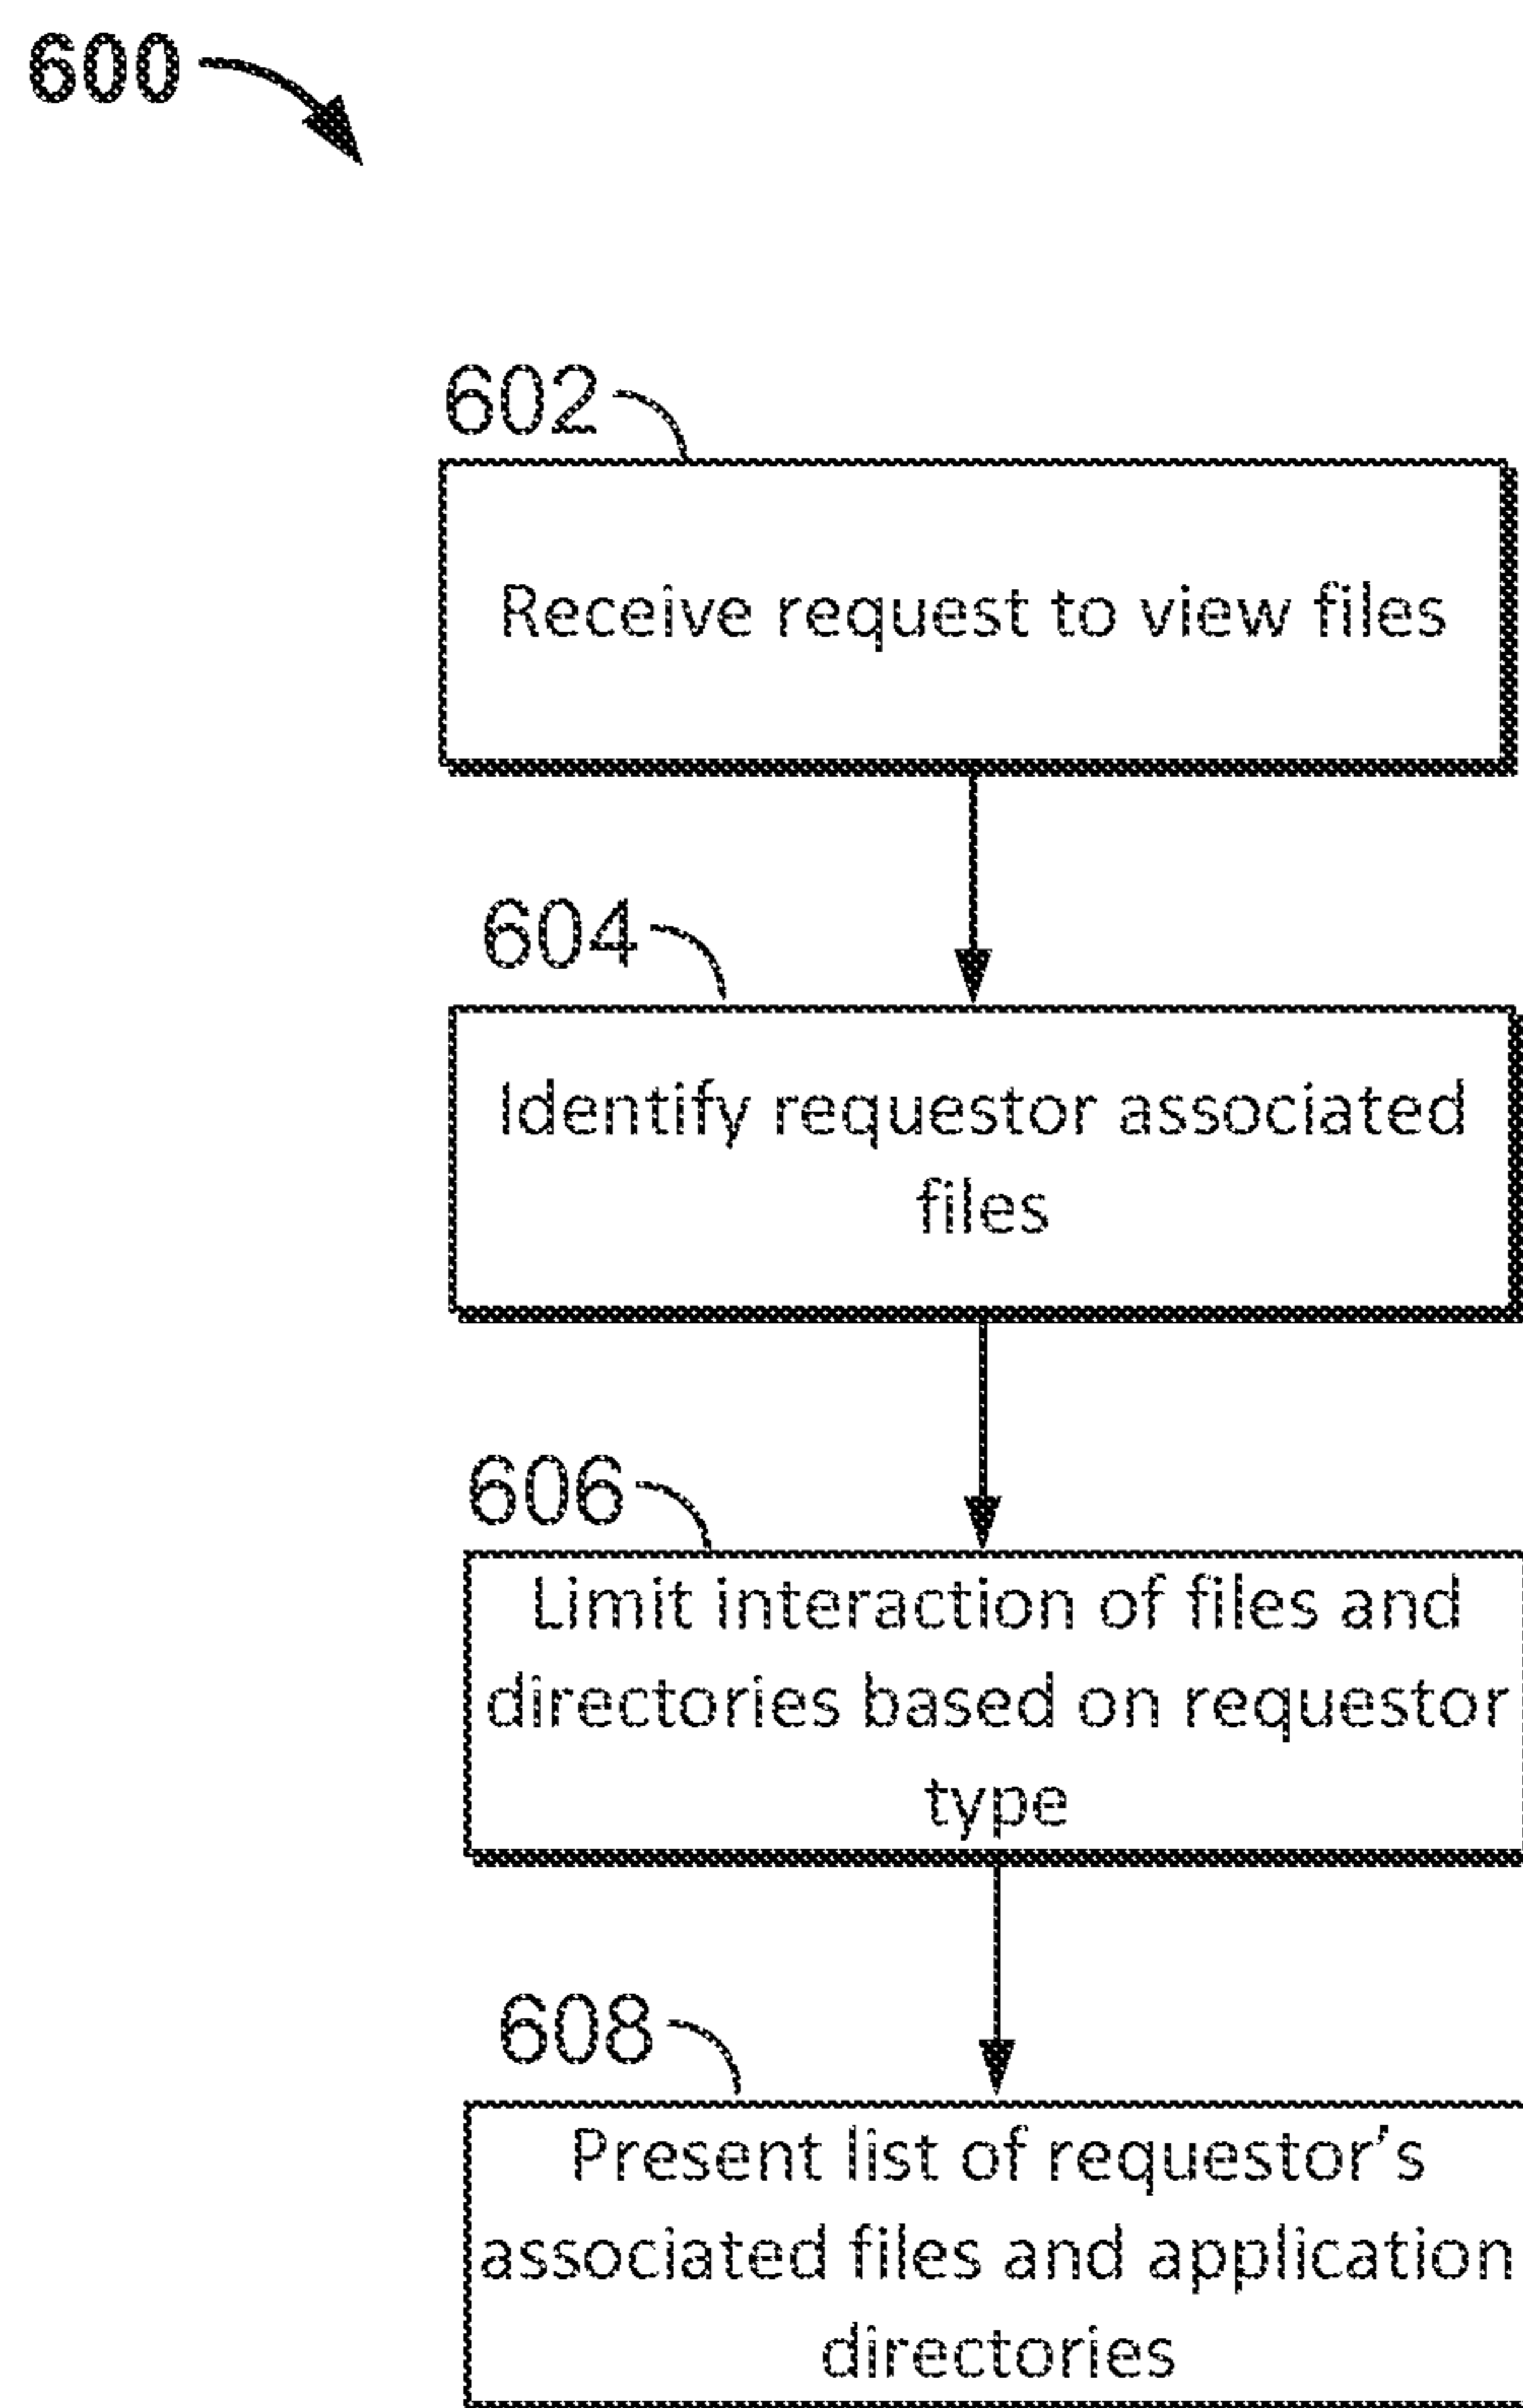 600
602
Receive request to view files
604
Identify requestor associated
files
606
Limit interaction of files and
directories based on requestor
type
608
Present list of requestor’s
associated files and application
directories